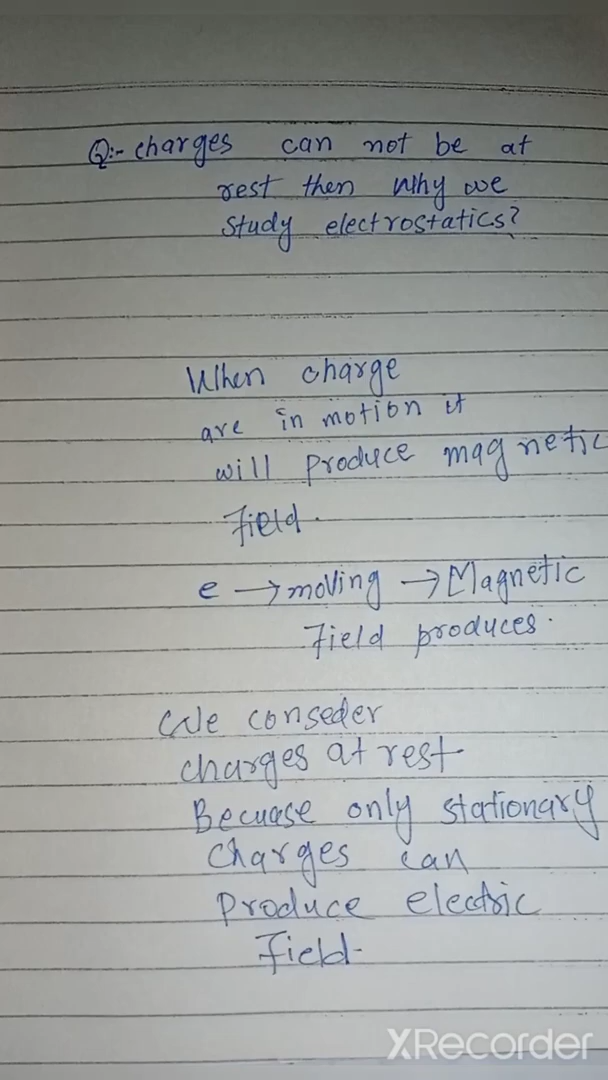 Q:- charges can not be at
rest then why we
study electrostatics?
When charge
are in motion it
will produce magnetic
Field.
e → moving → Magnetic
Field produces.
We conseder
charges at rest
Becuase only stationary
charges can
produce electric
Field.
XRecorder